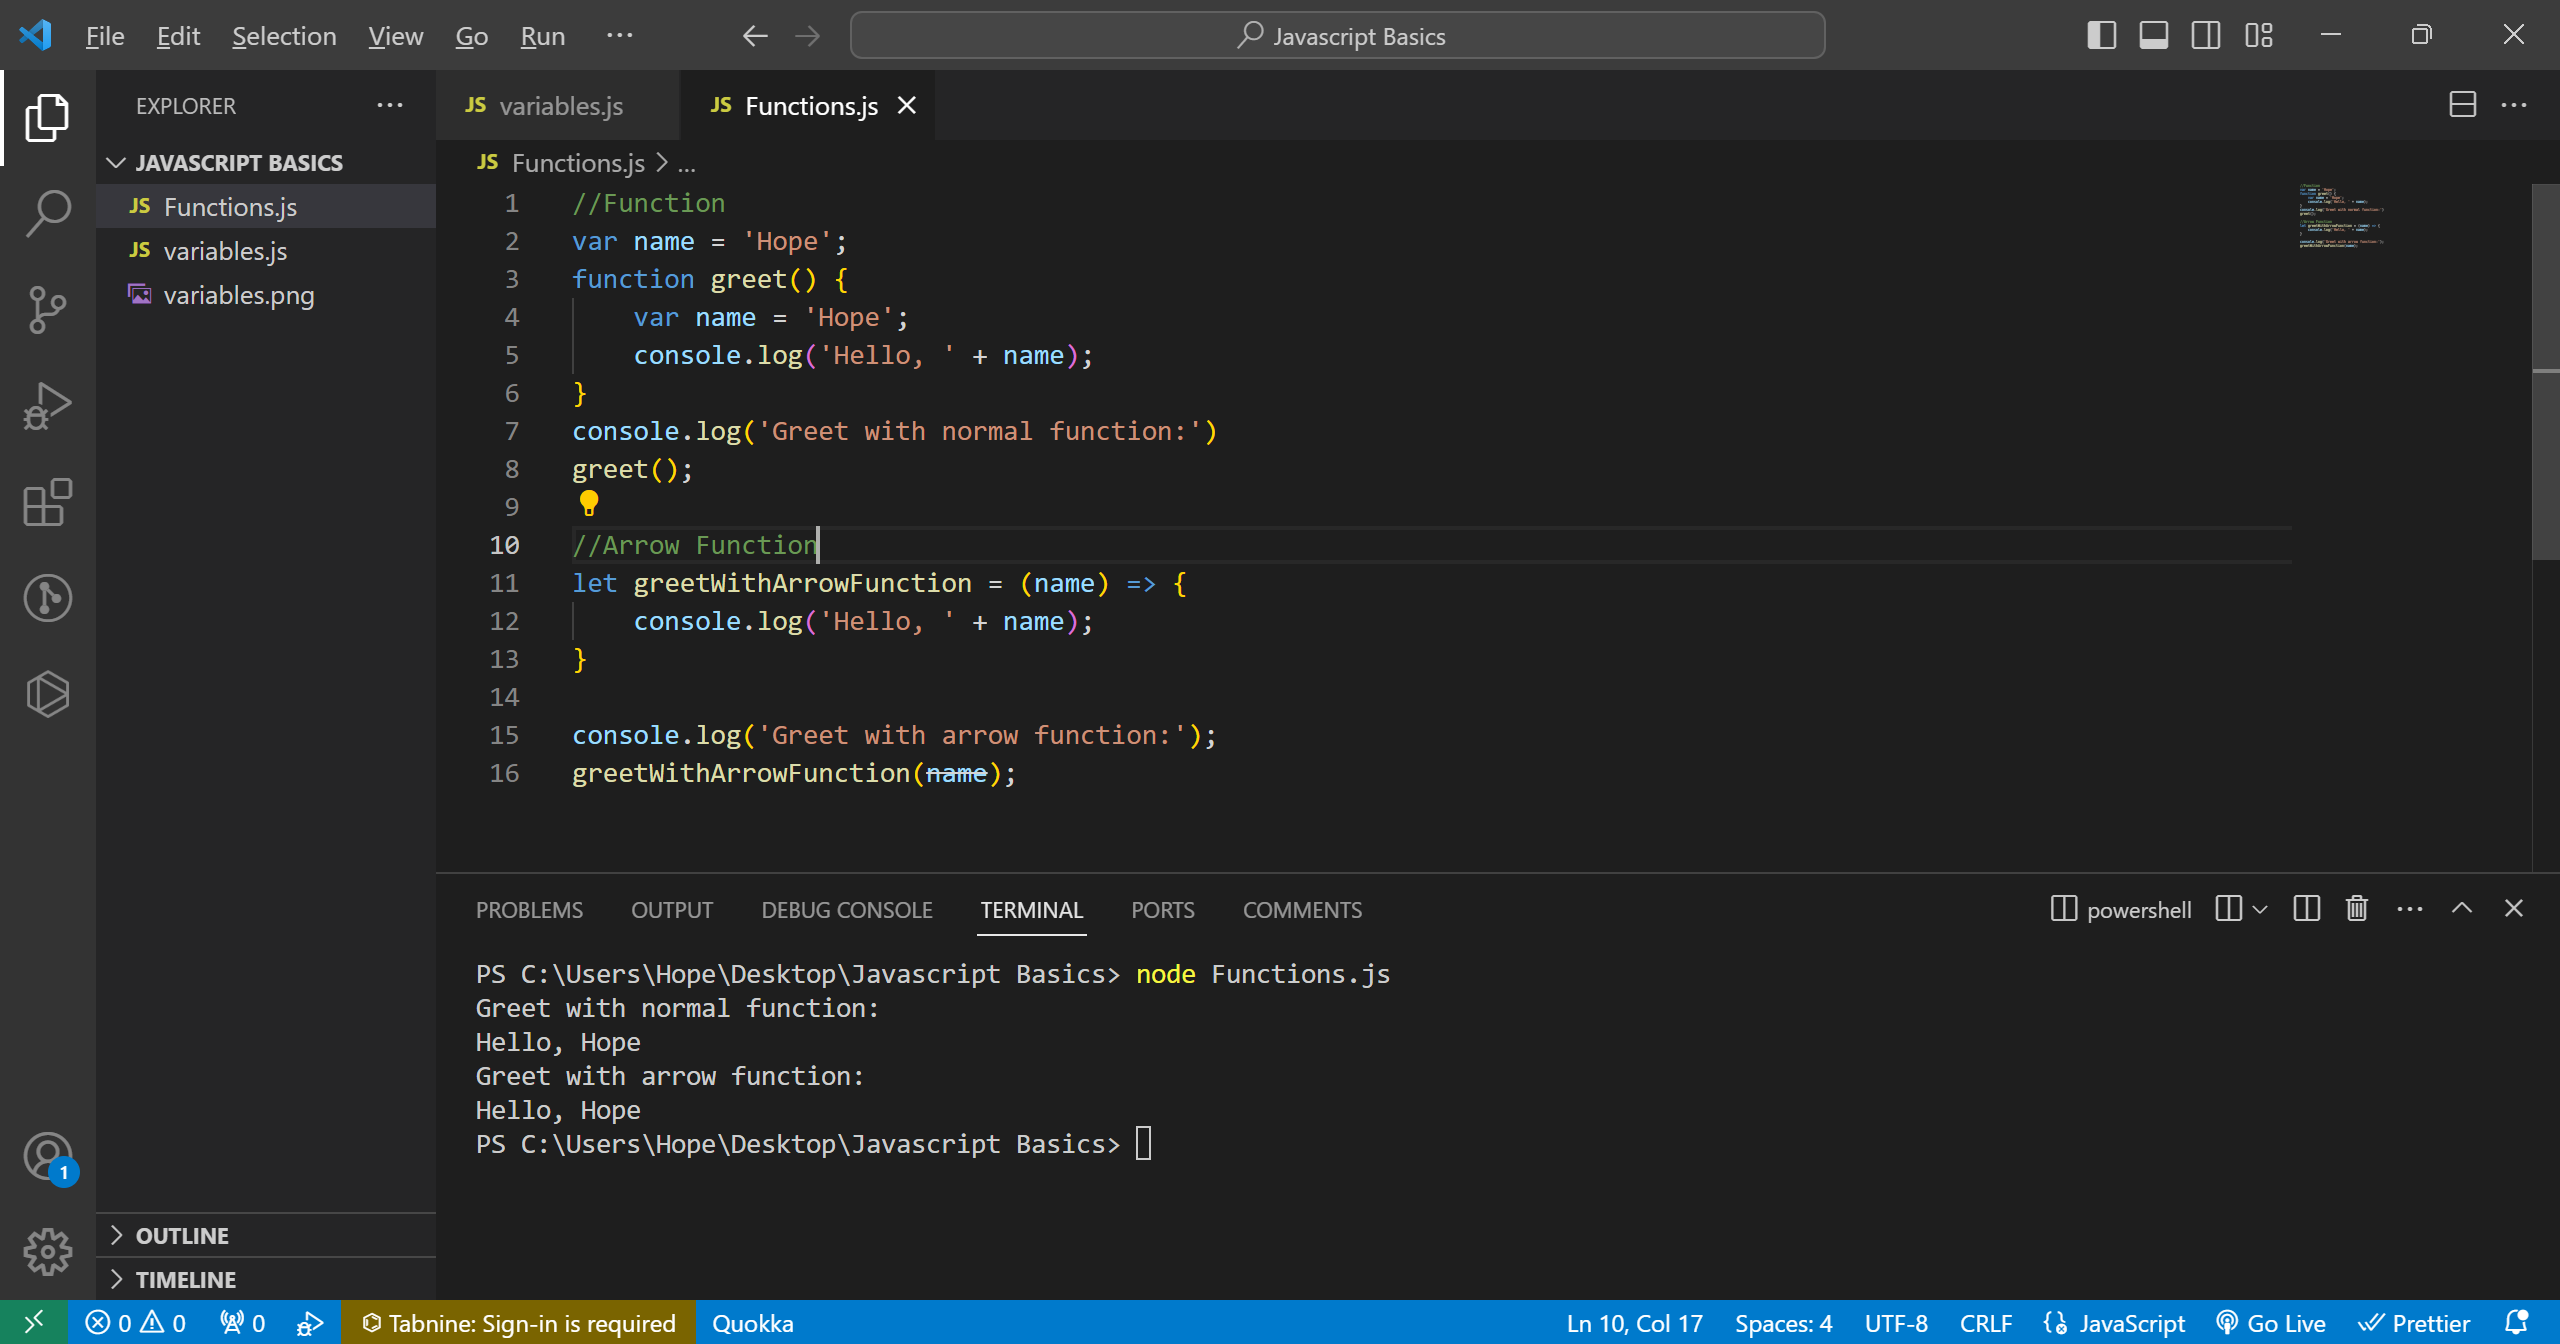 File Edit Selection View Go Run ···
Javascript Basics
EXPLORER
JAVASCRIPT BASICS
JS Functions.js
JS variables.js
variables.png
OUTLINE
TIMELINE
JS variables.js JS Functions.js
JS Functions.js > ...
1 //Function
2 var name = 'Hope';
3 function greet() {
4 var name = 'Hope';
5 console.log('Hello, ' + name);
6 }
7 console.log('Greet with normal function:')
8 greet();
9
10 //Arrow Function
11 let greetWithArrowFunction = (name) => {
12 console.log('Hello, ' + name);
13 }
14
15 console.log('Greet with arrow function:');
16 greetWithArrowFunction(name);
PROBLEMS OUTPUT DEBUG CONSOLE TERMINAL PORTS COMMENTS powershell
PS C:\Users\Hope\Desktop\Javascript Basics> node Functions.js
Greet with normal function:
Hello, Hope
Greet with arrow function:
Hello, Hope
PS C:\Users\Hope\Desktop\Javascript Basics>
1
0 0 0 Tabnine: Sign-in is required Quokka Ln 10, Col 17 Spaces: 4 UTF-8 CRLF JavaScript Go Live Prettier